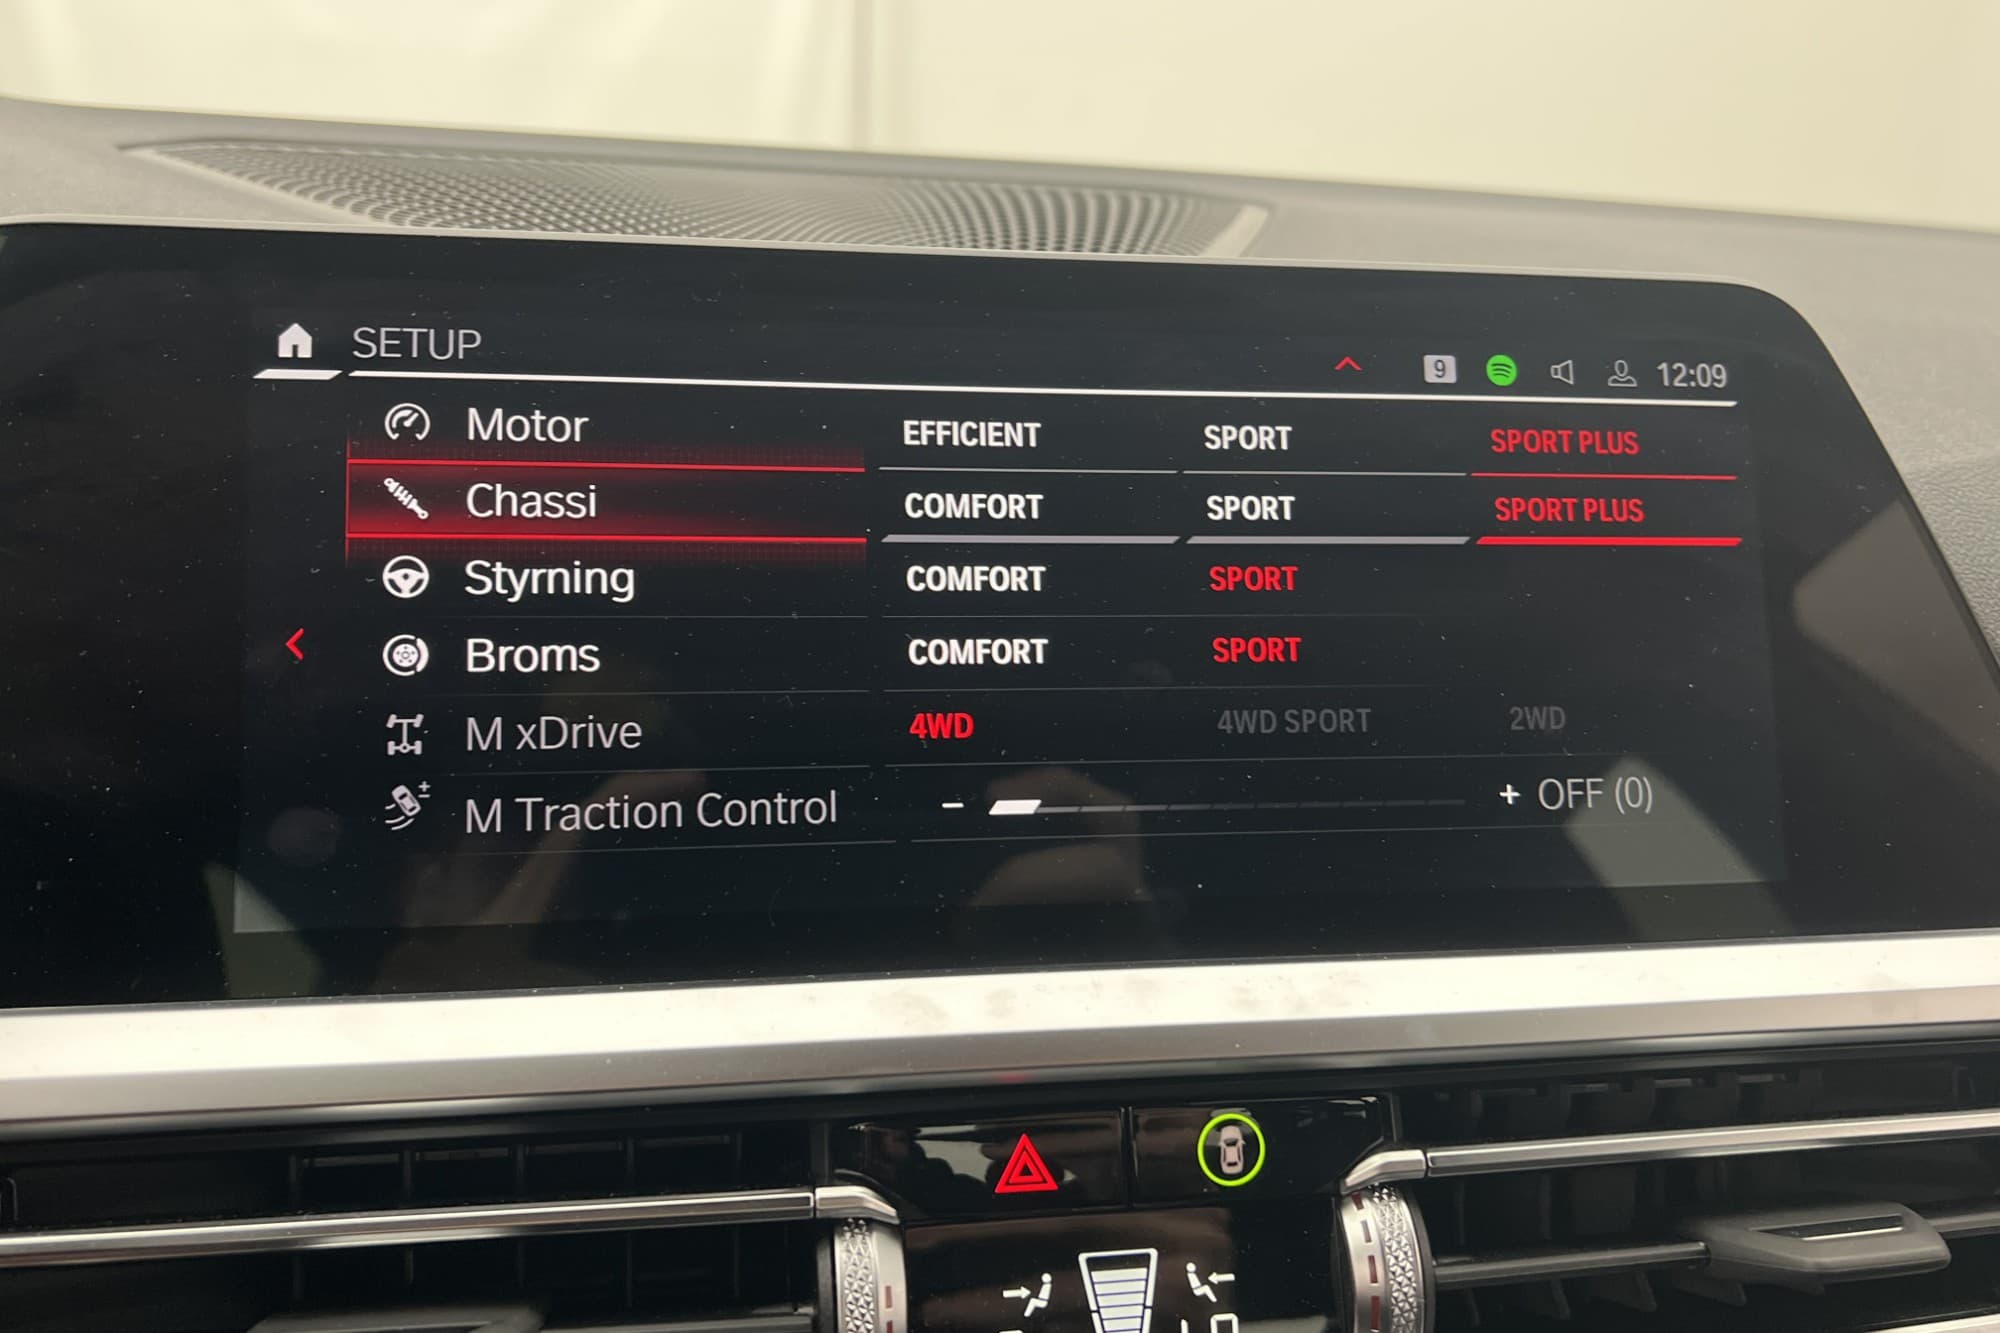 SETUP
9 12:09
Motor EFFICIENT SPORT SPORT PLUS
Chassi COMFORT SPORT SPORT PLUS
Styrning COMFORT SPORT
Broms COMFORT SPORT
M xDrive 4WD 4WD SPORT 2WD
M Traction Control - + OFF (0)